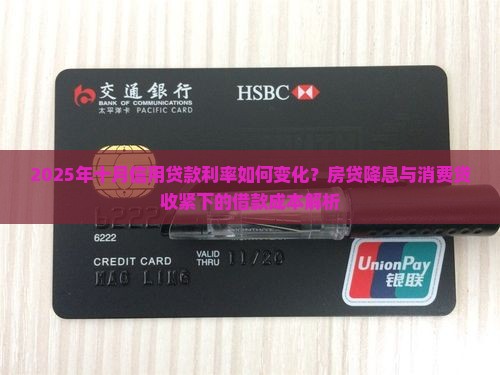 交通銀行
BANK OF COMMUNICATIONS
太平洋卡 PACIFIC CARD
HSBC
2025年十月信用贷款利率如何变化?房贷降息与消费贷
收紧下的借款成本解析
6222
6222
CREDIT CARD
VALID
THRU
11/20
MAO LING
UnionPay
银联